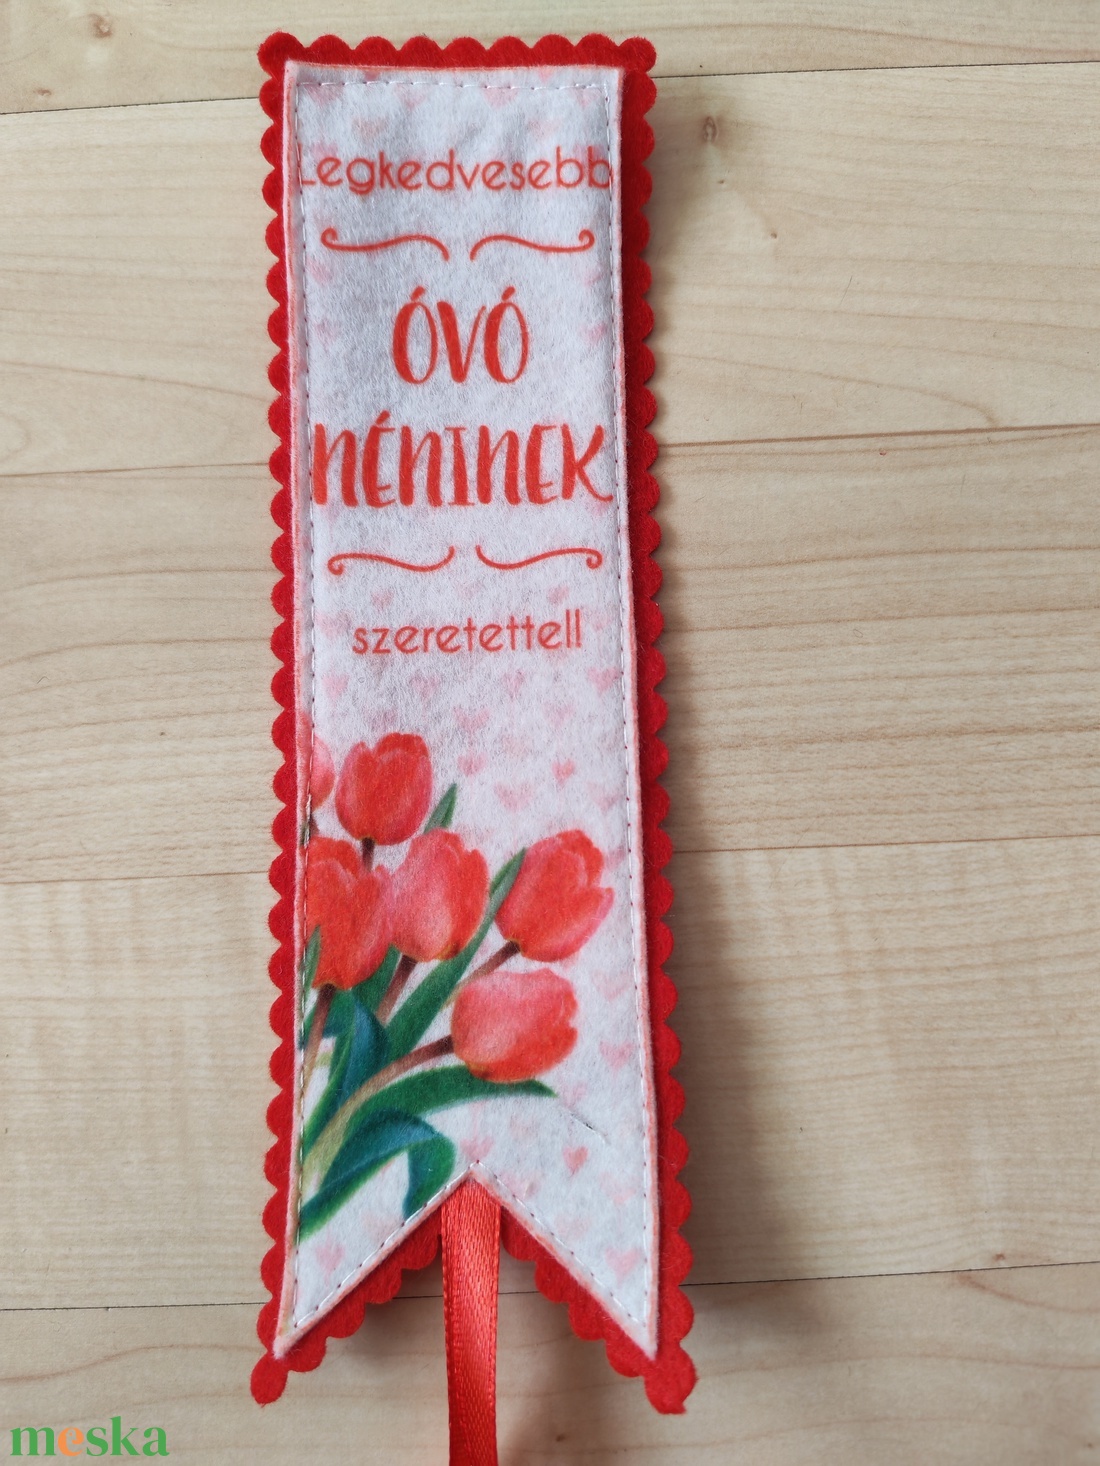 Legkedvesebb
ÓVÓ
NÉNINEK
szeretettel!
meska